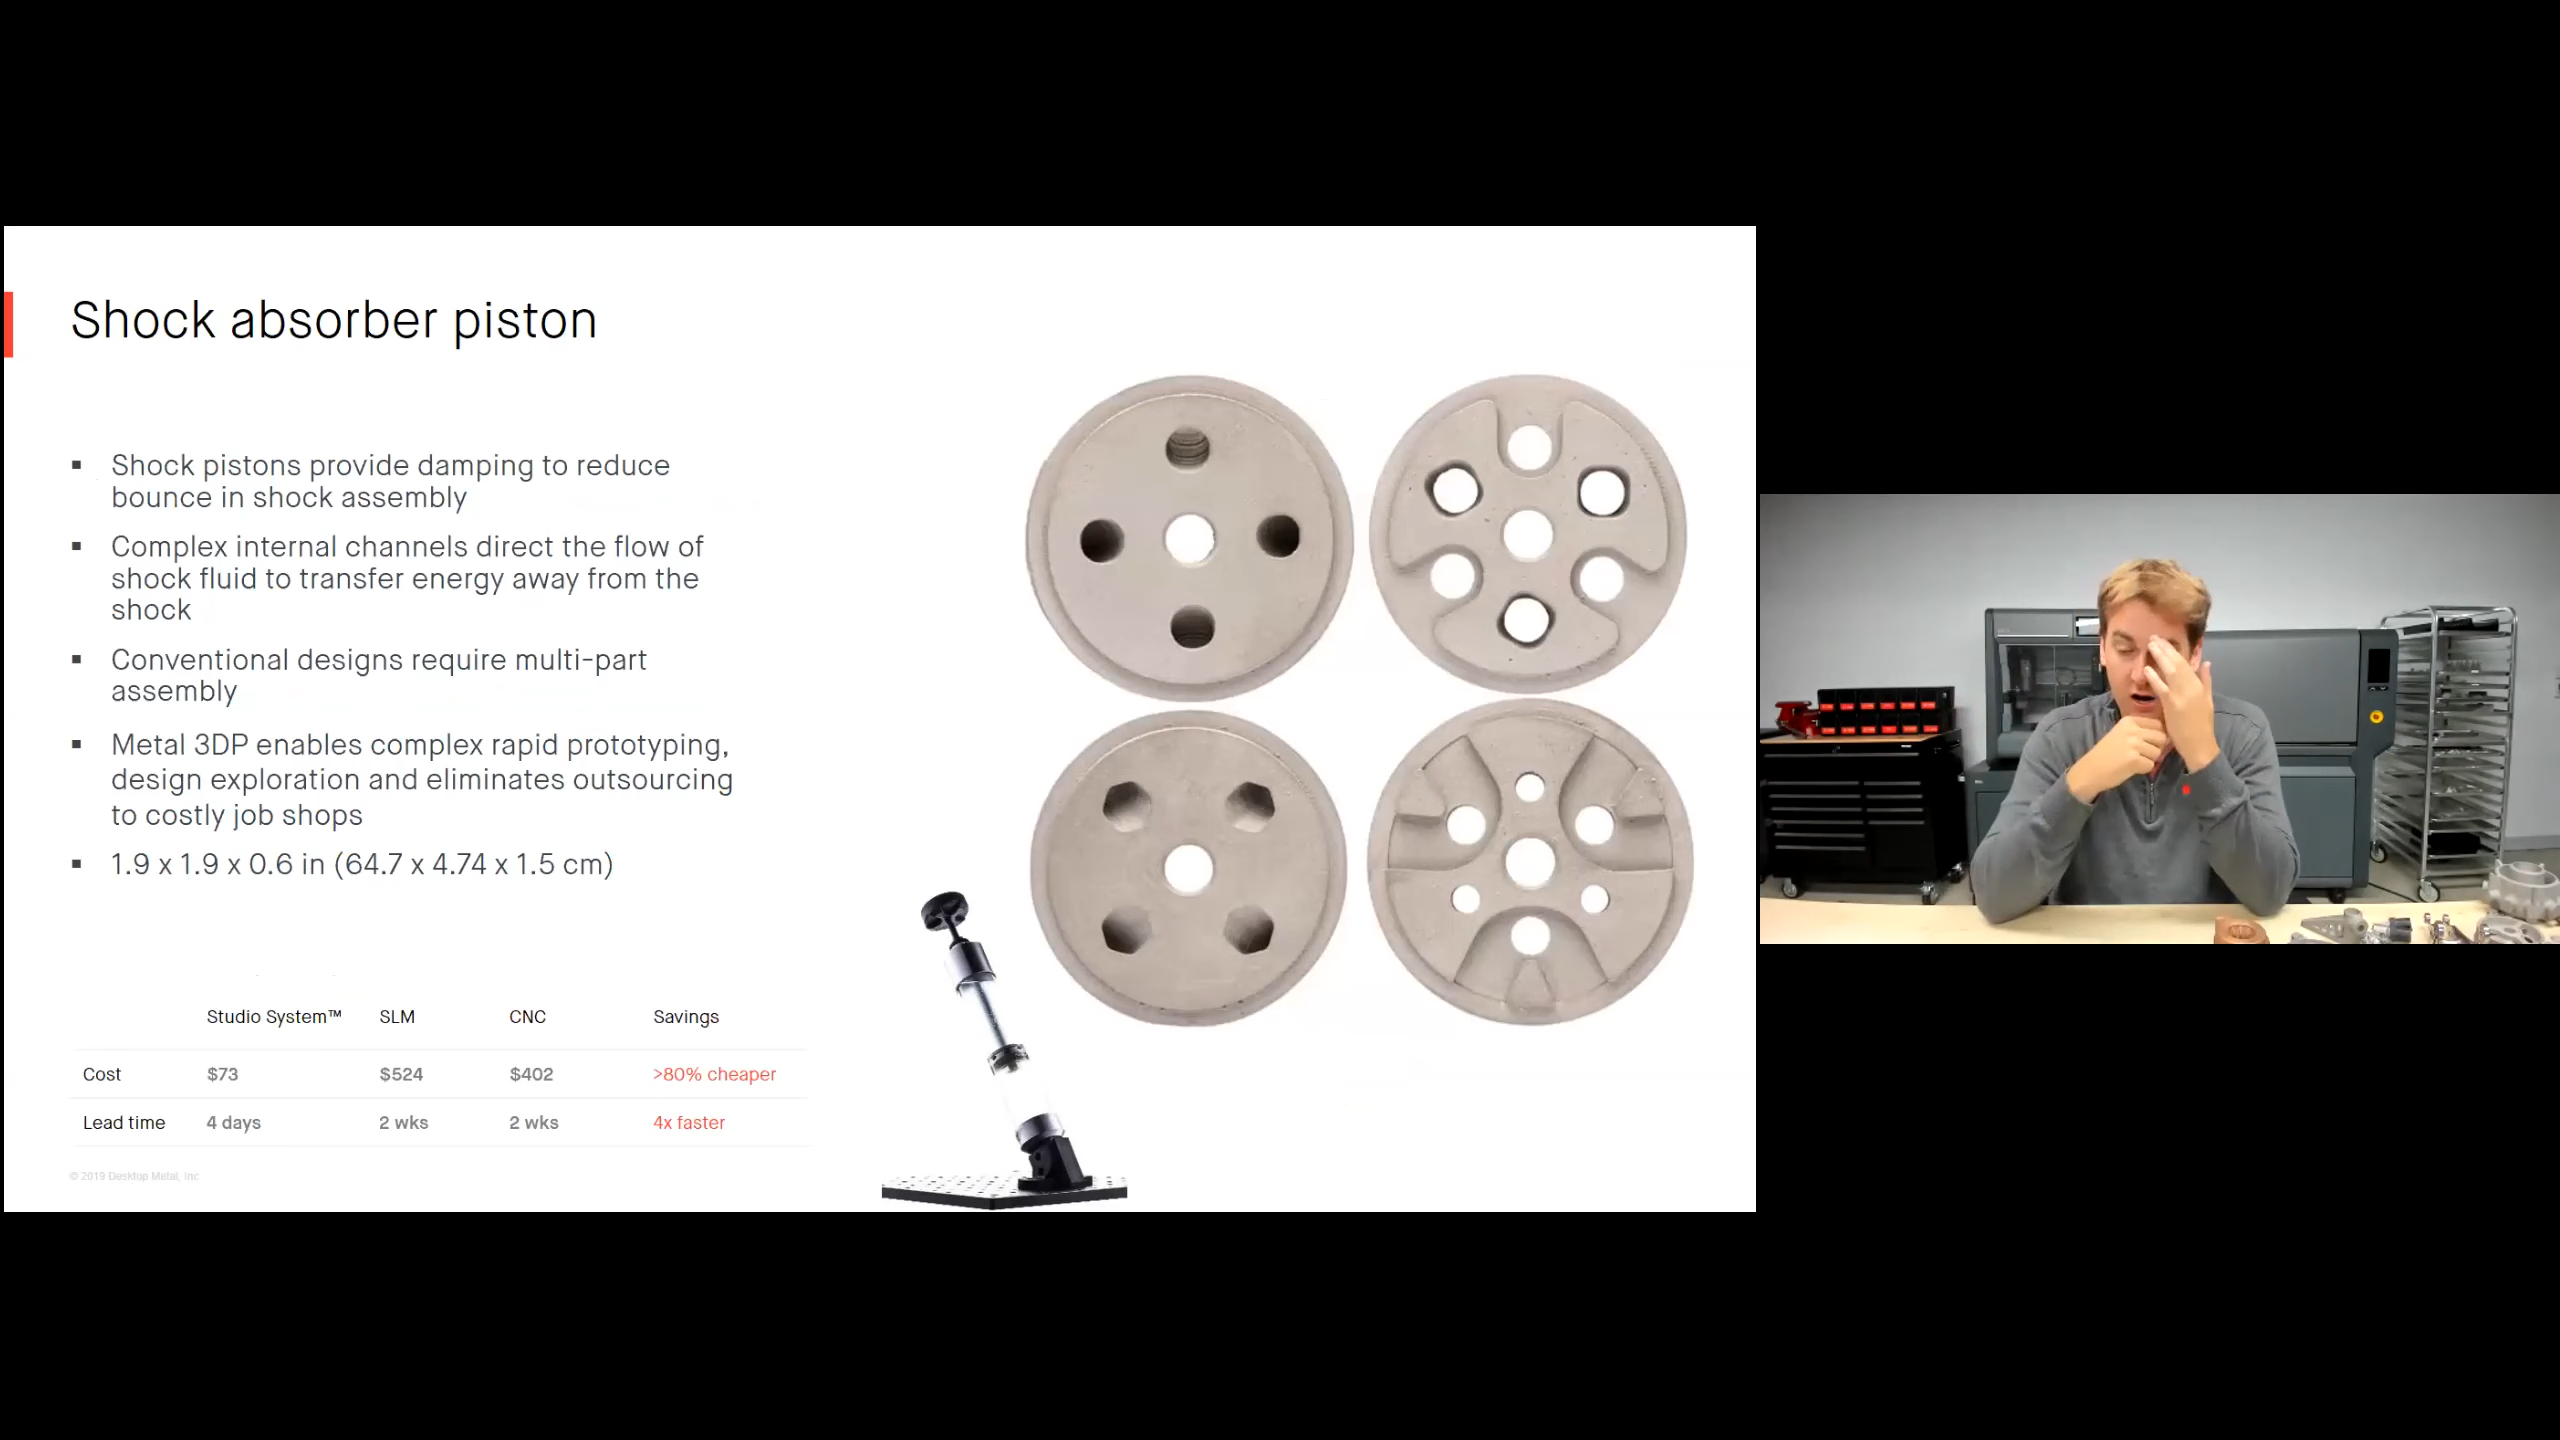 Shock absorber piston
▪ Shock pistons provide damping to reduce
bounce in shock assembly
▪ Complex internal channels direct the flow of
shock fluid to transfer energy away from the
shock
▪ Conventional designs require multi-part
assembly
▪ Metal 3DP enables complex rapid prototyping,
design exploration and eliminates outsourcing
to costly job shops
▪ 1.9 x 1.9 x 0.6 in (64.7 x 4.74 x 1.5 cm)
Studio System™ SLM CNC Savings
Cost $73 $524 $402 >80% cheaper
Lead time 4 days 2 wks 2 wks 4x faster
© 2019 Desktop Metal, Inc